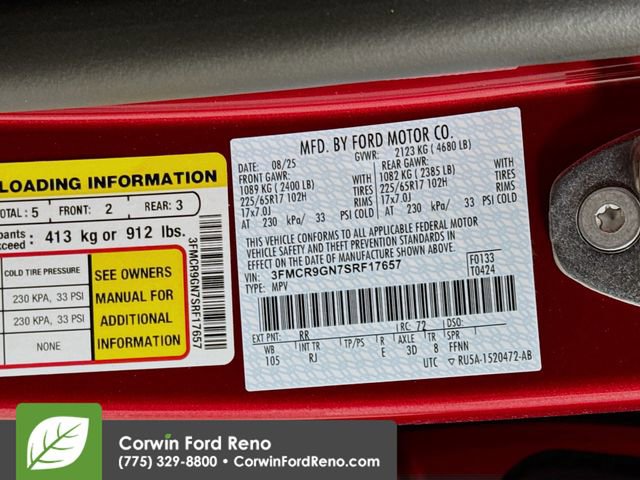 LOADING INFORMATION
TOTAL: 5 FRONT: 2 REAR: 3
pants
exceed: 413 kg or 912 lbs.
COLD TIRE PRESSURE
230 KPA, 33 PSI
230 KPA, 33 PSI
NONE
SEE OWNERS
MANUAL FOR
ADDITIONAL
INFORMATION
3FMCR9GN7SRF17657
MFD. BY FORD MOTOR CO.
DATE: 08/25 GVWR: 2123 KG ( 4680 LB)
FRONT GAWR: REAR GAWR:
1089 KG ( 2400 LB) WITH 1082 KG ( 2385 LB) WITH
225/65R17 102H TIRES 225/65R17 102H TIRES
17x7.0J RIMS 17x7.0J RIMS
AT 230 kPa/ 33 PSI COLD AT 230 kPa/ 33 PSI COLD
THIS VEHICLE CONFORMS TO ALL APPLICABLE FEDERAL MOTOR
VEHICLE SAFETY AND BUMPER STANDARDS AND THEFT PREVENTION STANDARDS IN
EFFECT ON THE DATE OF MANUFACTURE SHOWN ABOVE.
VIN: 3FMCR9GN7SRF17657 F0133
TYPE: MPV T0424
EXT PNT: RR RC: 72 DSO:
WB INT TR TP/PS R AXLE TR SPR
105 RJ E 3D 8 FFNN
UTC ▽ RU5A-1520472-AB
Corwin Ford Reno
(775) 329-8800 • CorwinFordReno.com